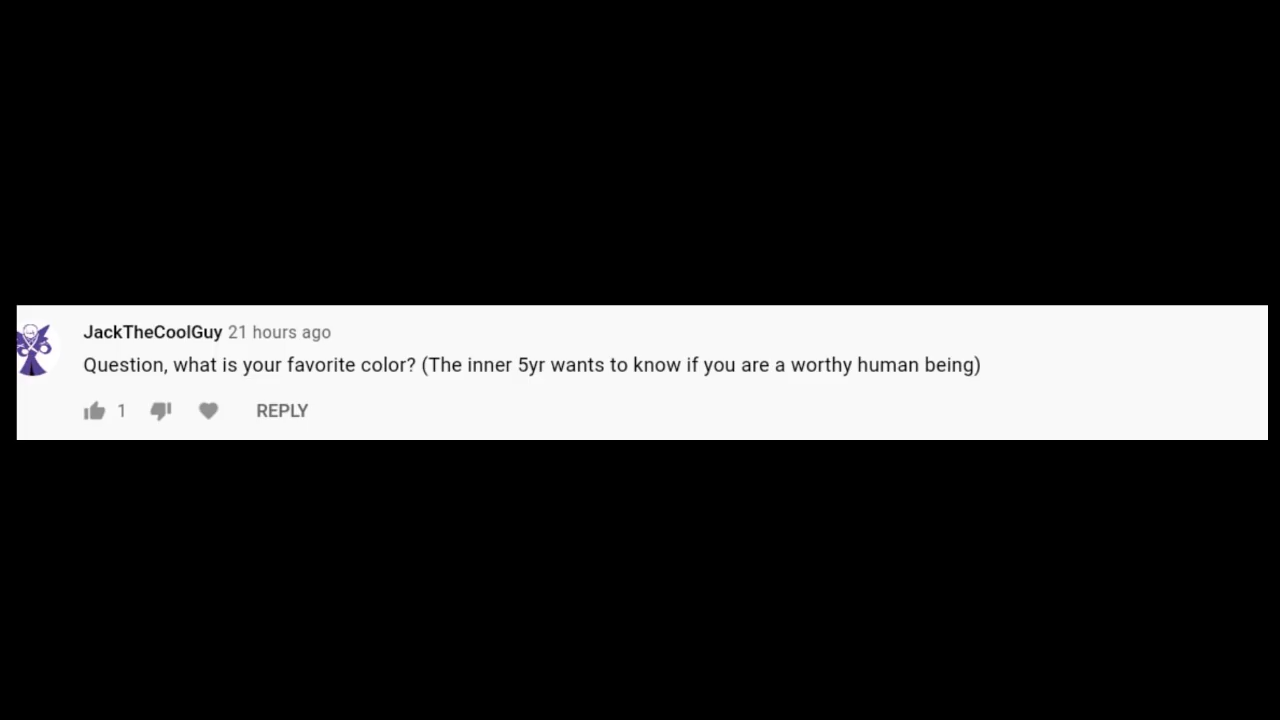 JackTheCoolGuy 21 hours ago
Question, what is your favorite color? (The inner 5yr wants to know if you are a worthy human being)
1 REPLY